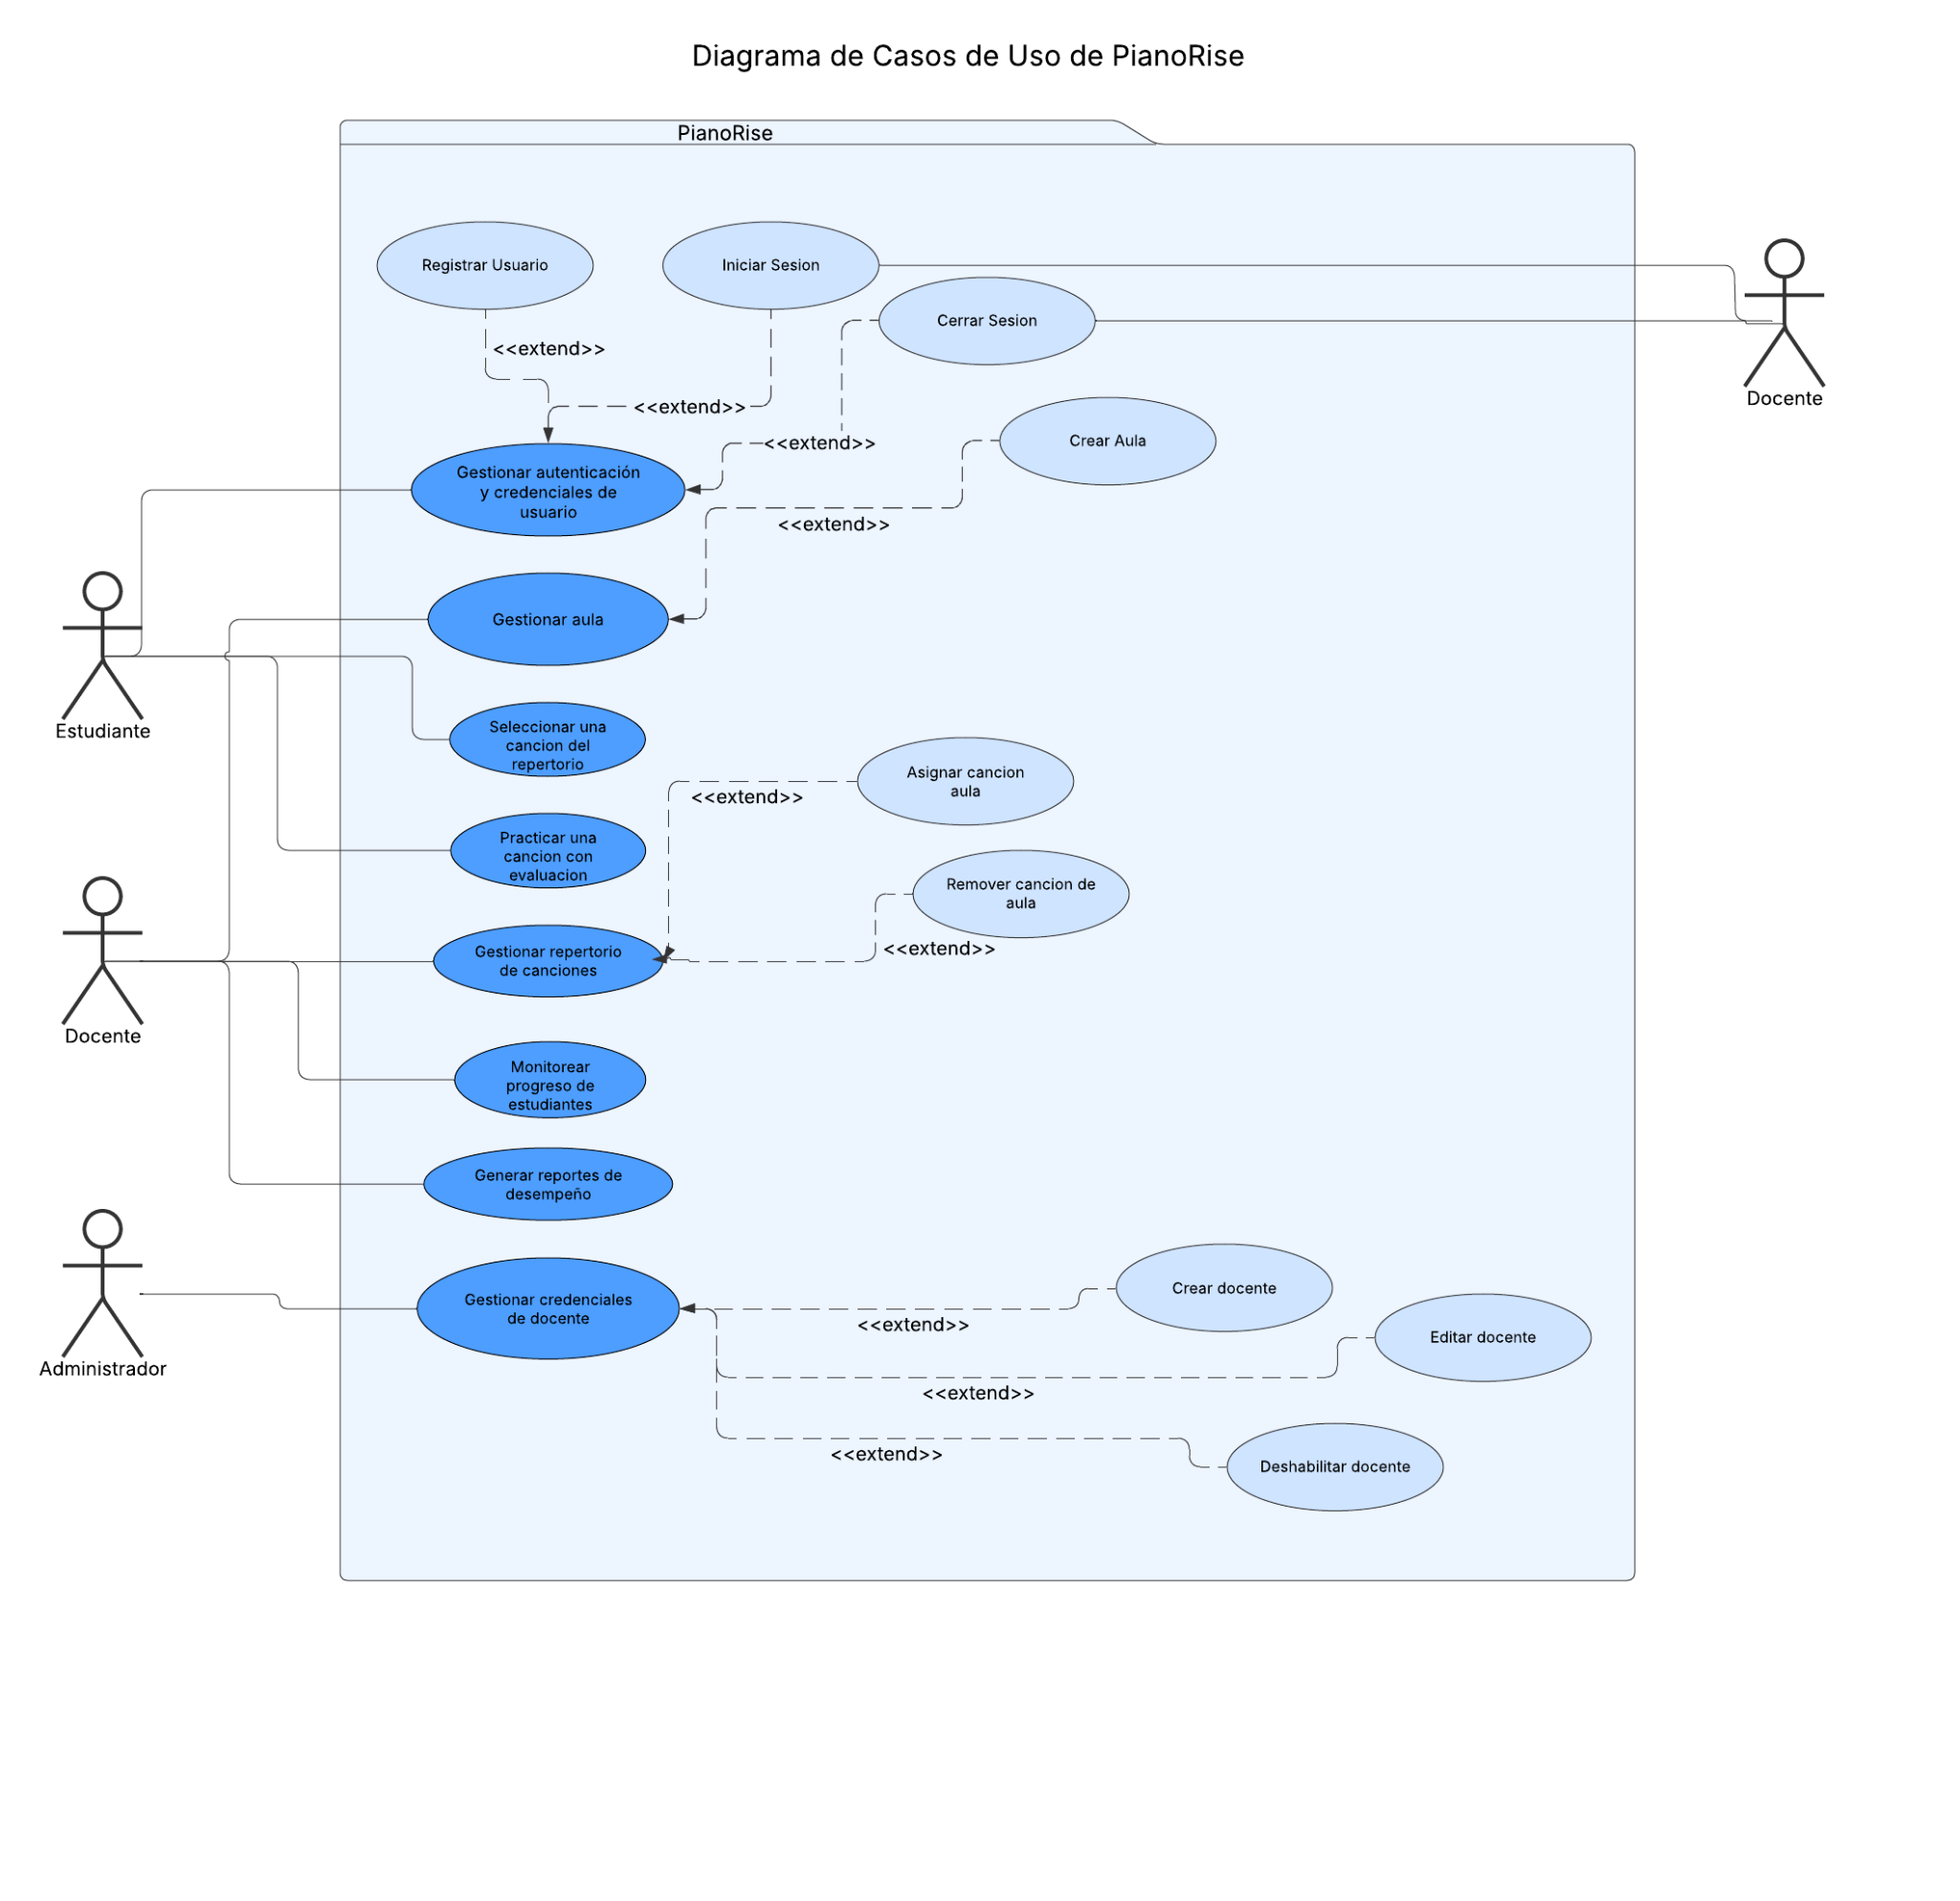 Diagrama de Casos de Uso de PianoRise
PianoRise
Registrar Usuario
Iniciar Sesion
Cerrar Sesion
<<extend>>
<<extend>>
<<extend>>
Docente
Crear Aula
Gestionar autenticación
y credenciales de
usuario
<<extend>>
Gestionar aula
Estudiante
Seleccionar una
cancion del
repertorio
Asignar cancion
aula
<<extend>>
Practicar una
cancion con
evaluacion
Remover cancion de
aula
<<extend>>
Gestionar repertorio
de canciones
Docente
Monitorear
progreso de
estudiantes
Generar reportes de
desempeño
Gestionar credenciales
de docente
Crear docente
<<extend>>
Editar docente
Administrador
<<extend>>
<<extend>>
Deshabilitar docente